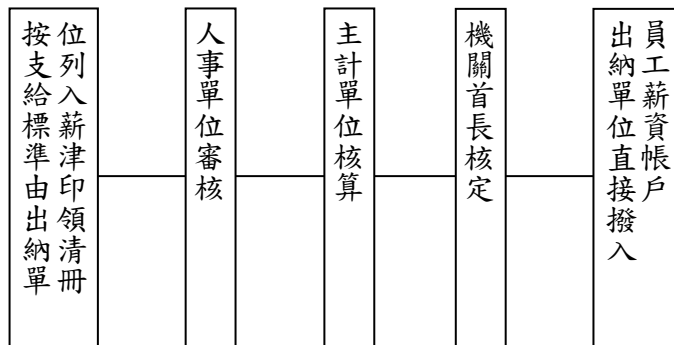 按支給標準由出納單
位列入薪津印領清冊
人事單位審核
主計單位核算
機關首長核定
出納單位直接撥入
員工薪資帳戶